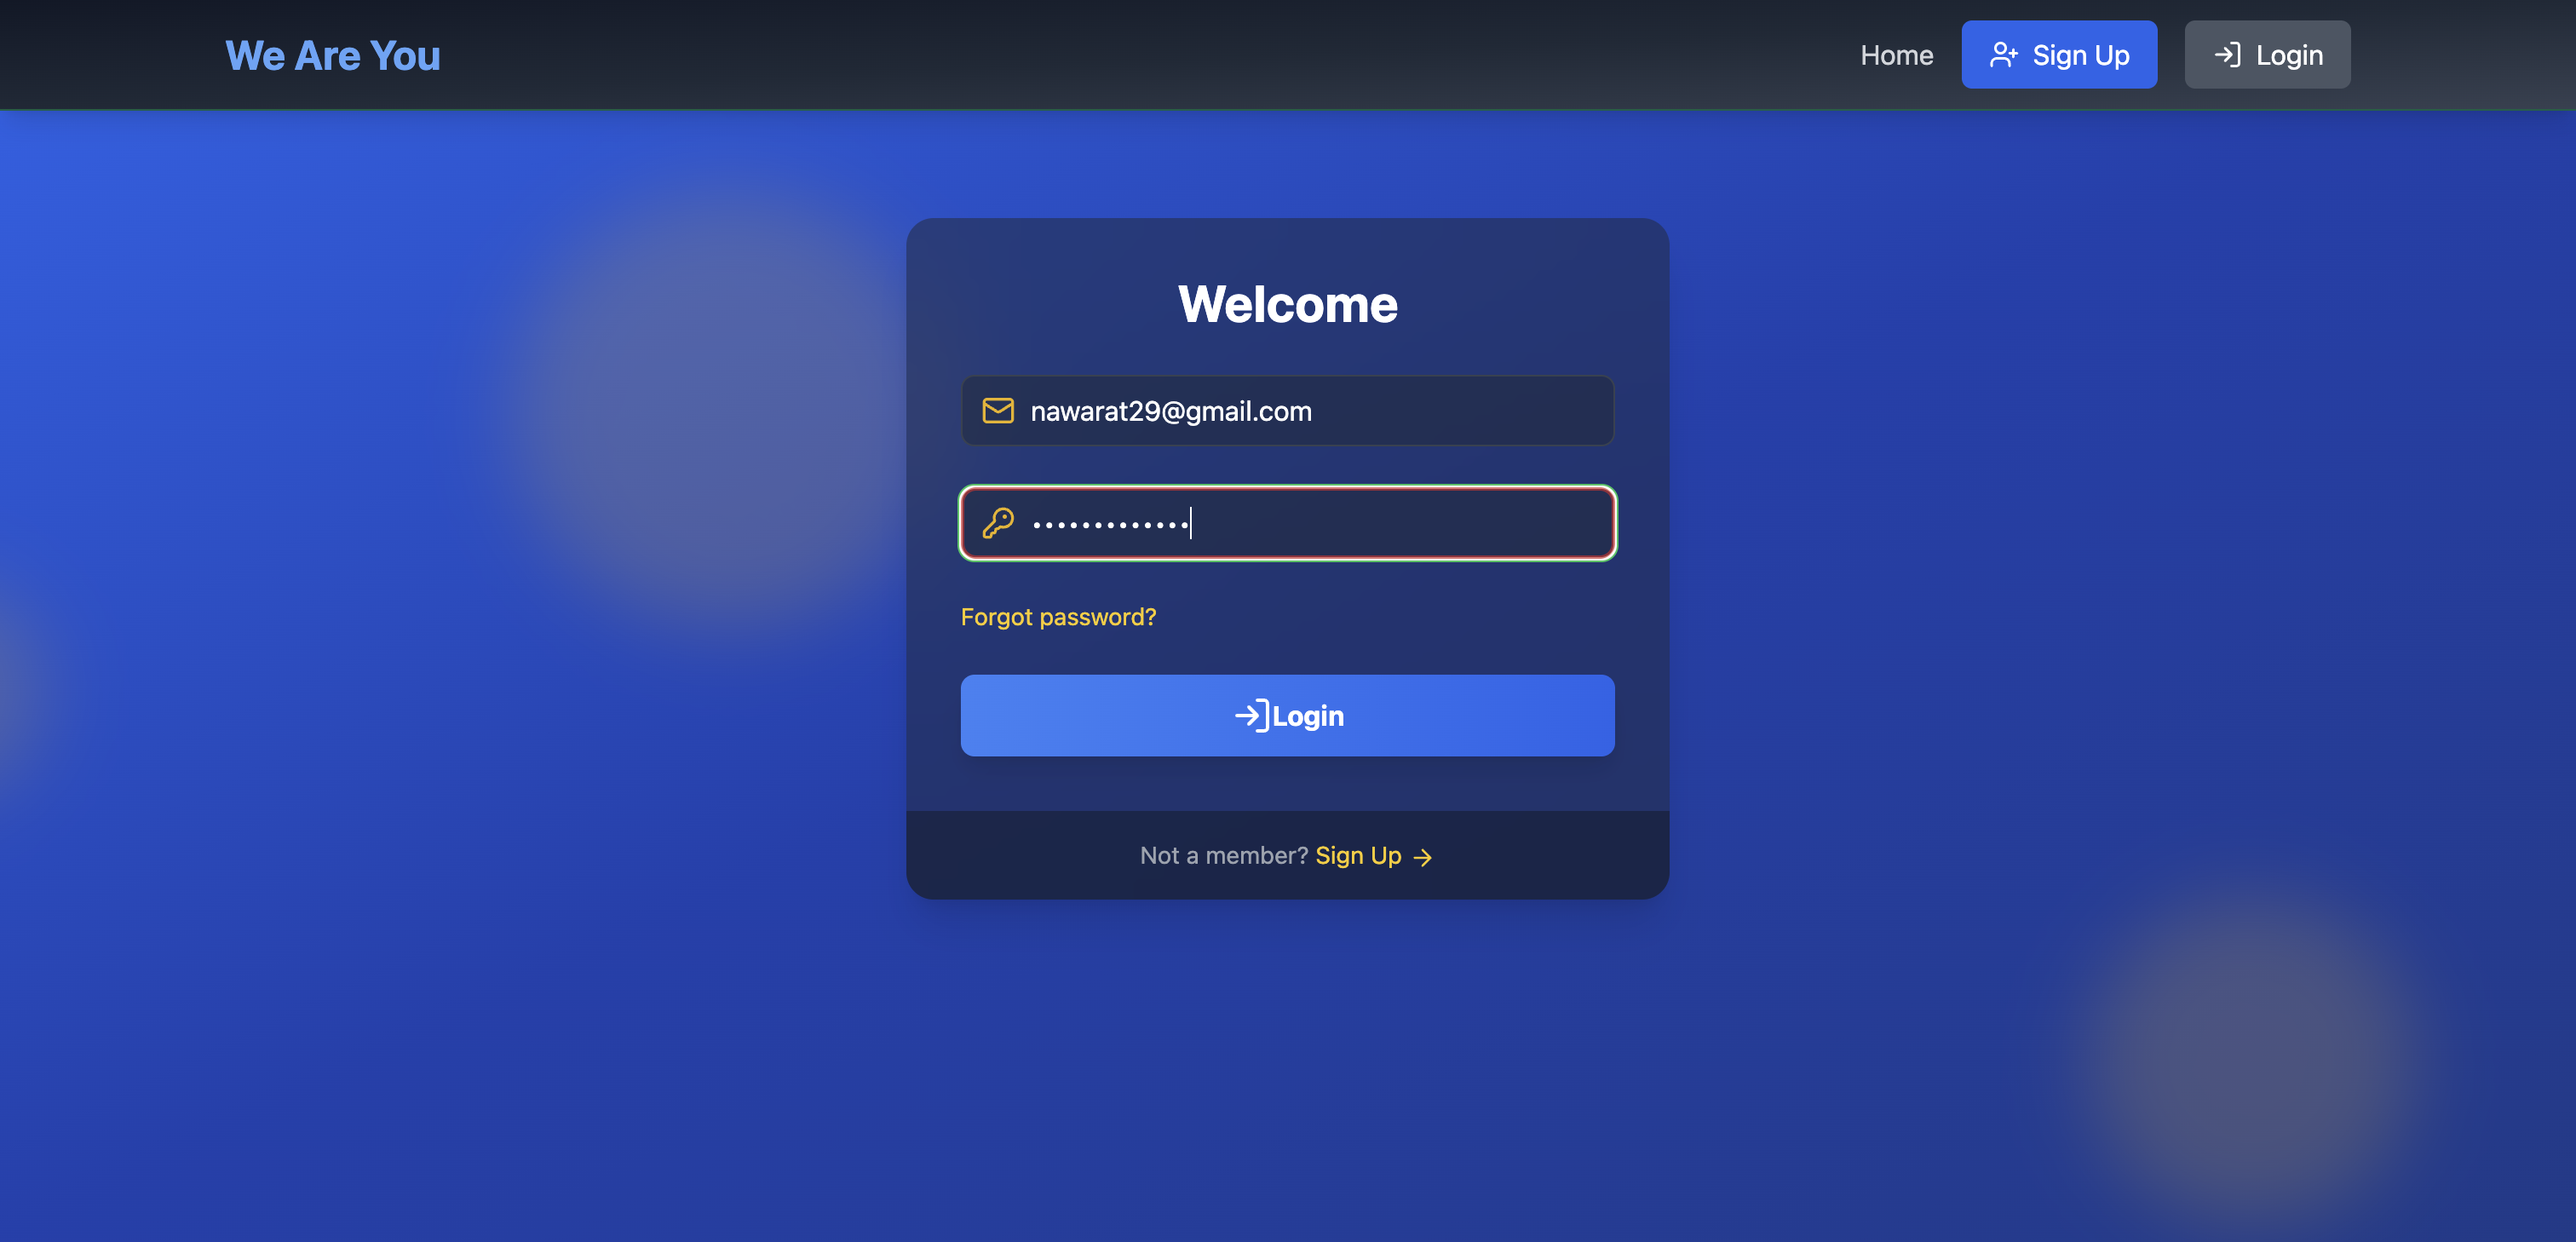 We Are You
Home
Sign Up
Login
Welcome
nawarat29@gmail.com
•••••••••••••
Forgot password?
Login
Not a member? Sign Up →